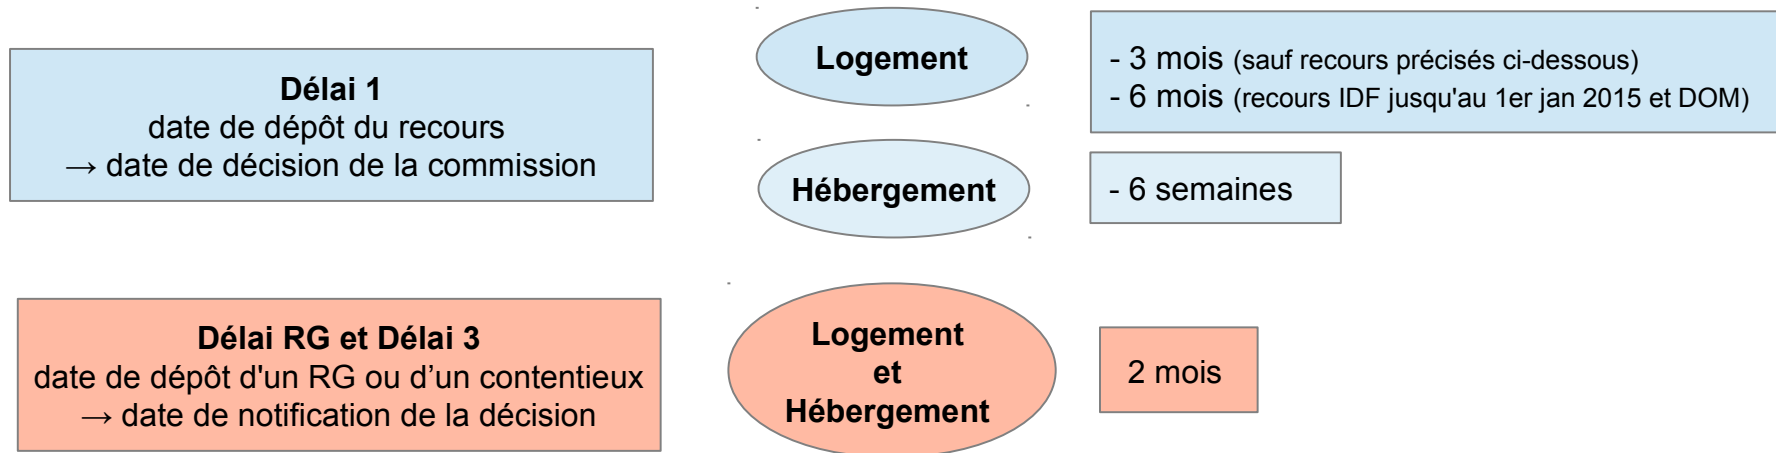 Délai 1
date de dépôt du recours
→ date de décision de la commission
Logement
- 3 mois (sauf recours précisés ci-dessous)
- 6 mois (recours IDF jusqu'au 1er jan 2015 et DOM)
Hébergement
- 6 semaines
Délai RG et Délai 3
date de dépôt d'un RG ou d’un contentieux
→ date de notification de la décision
Logement
et
Hébergement
2 mois